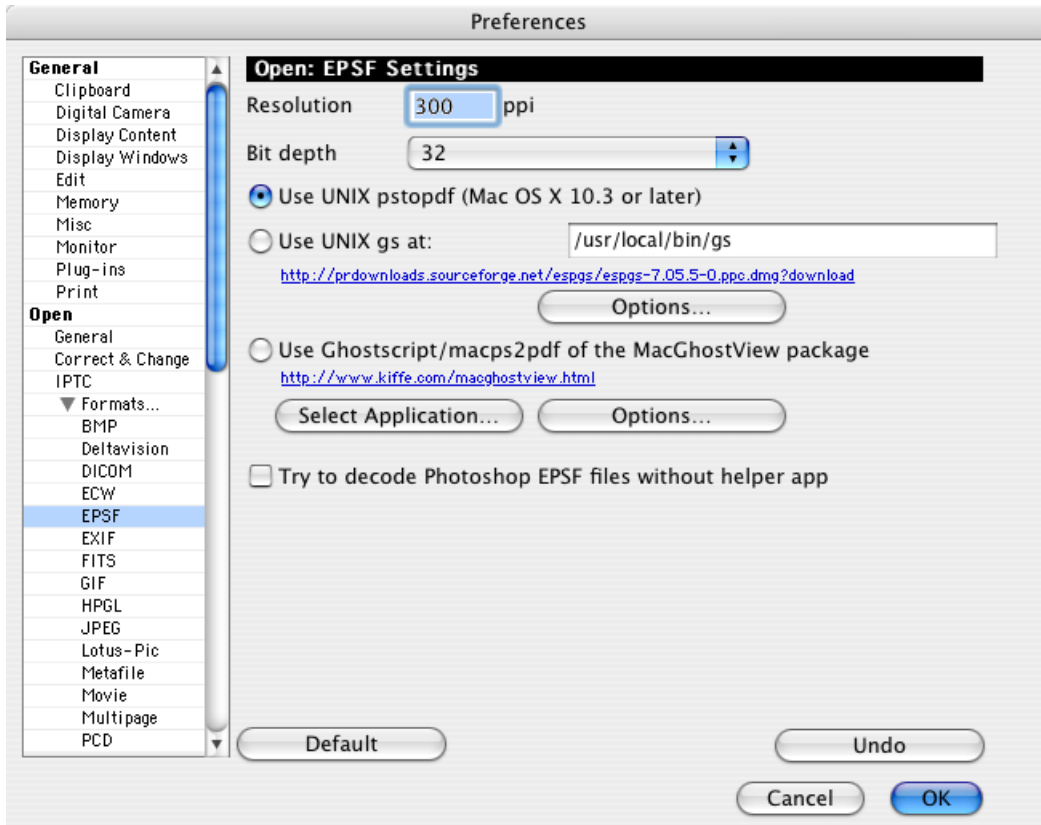 Preferences
General
Clipboard
Digital Camera
Display Content
Display Windows
Edit
Memory
Misc
Monitor
Plug-ins
Print
Open
General
Correct & Change
IPTC
Formats...
BMP
Deltavision
DICOM
ECW
EPSF
EXIF
FITS
GIF
HPGL
JPEG
Lotus-Pic
Metafile
Movie
Multipage
PCD
Open: EPSF Settings
Resolution 300 ppi
Bit depth 32
Use UNIX pstopdf (Mac OS X 10.3 or later)
Use UNIX gs at: /usr/local/bin/gs
http://prdownloads.sourceforge.net/espgs/espgs-7.05.5-0.ppc.dmg?download
Options...
Use Ghostscript/macps2pdf of the MacGhostView package
http://www.kiffe.com/macghostview.html
Select Application... Options...
Try to decode Photoshop EPSF files without helper app
Default Undo
Cancel OK